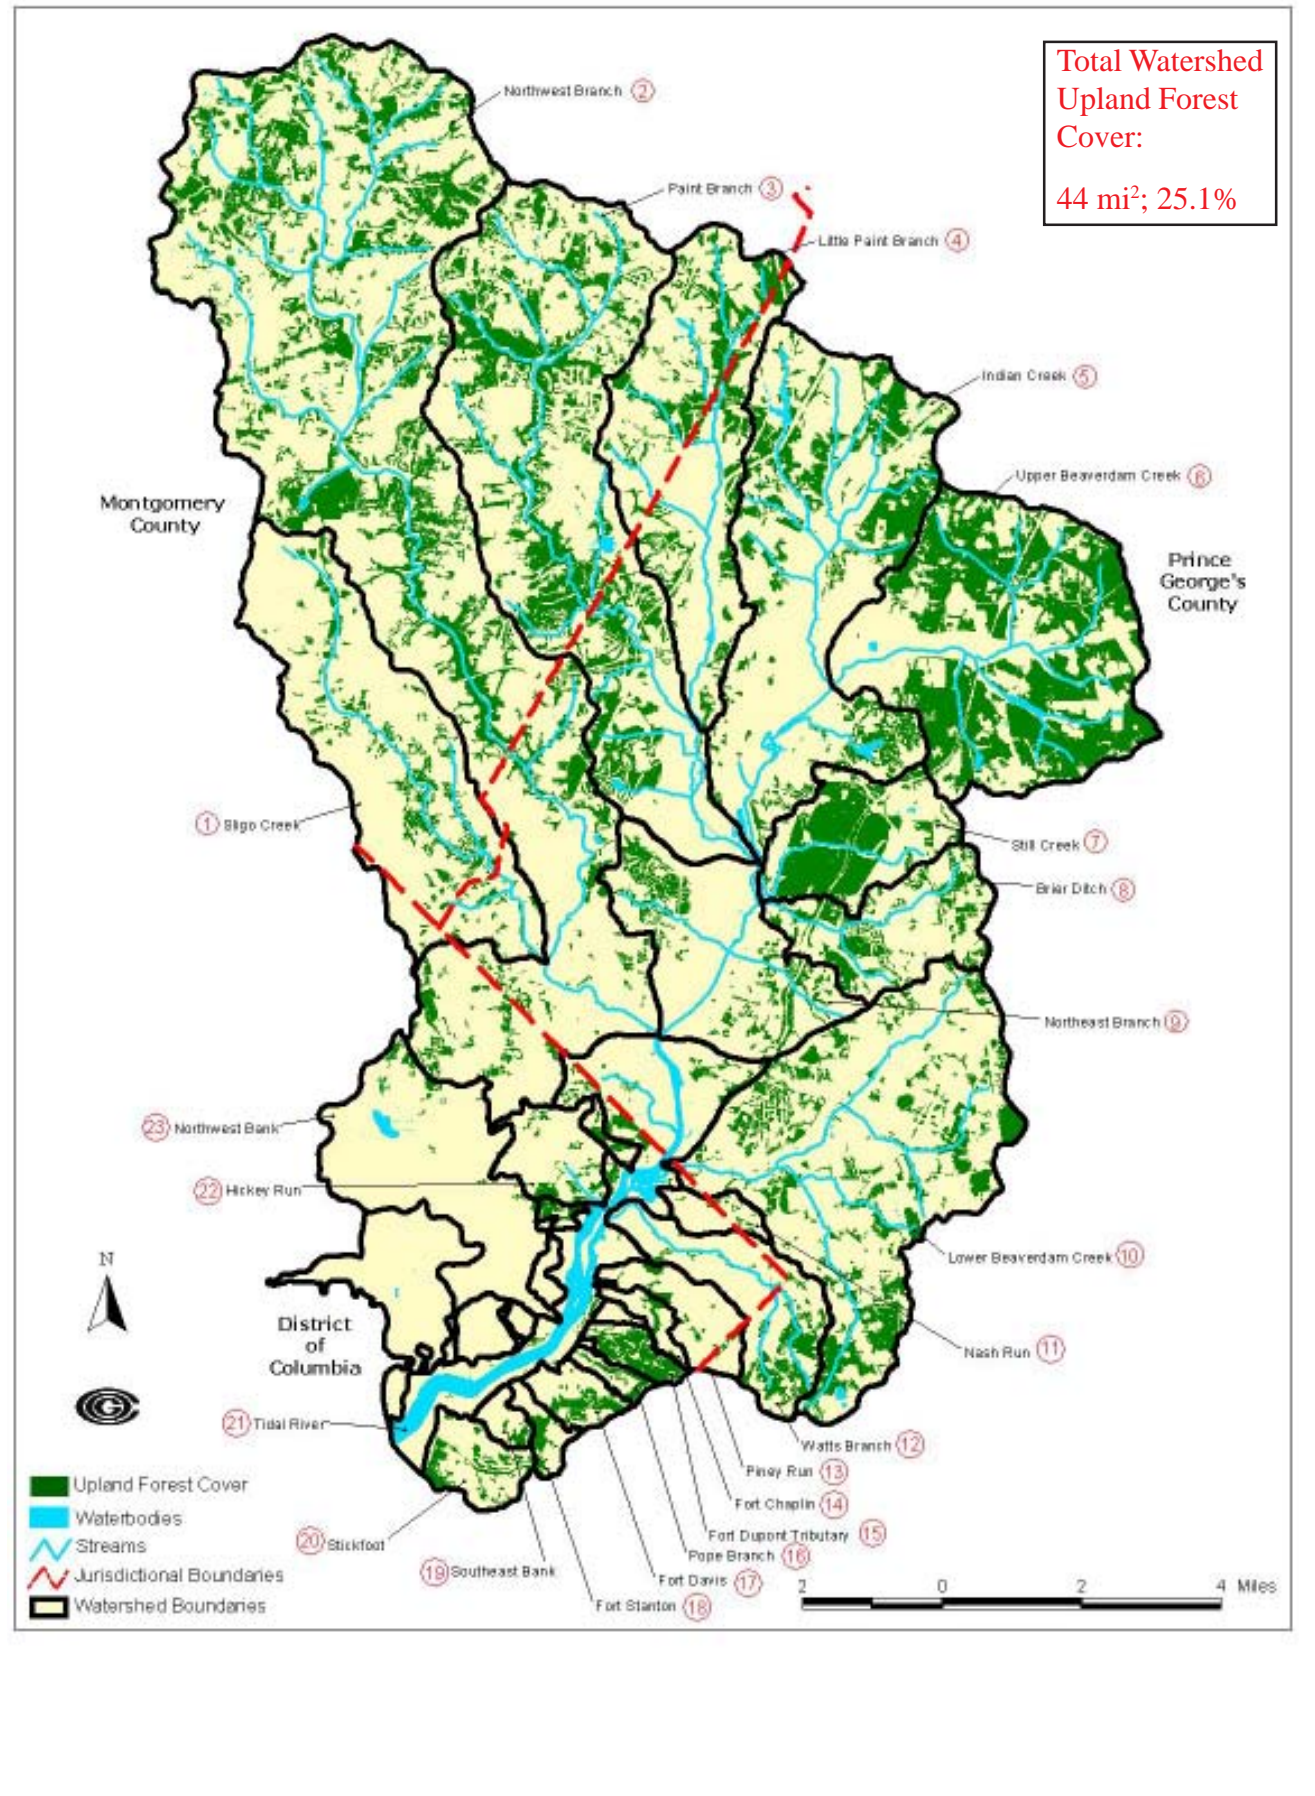 Total Watershed
Upland Forest
Cover:
44 mi²; 25.1%
Northwest Branch 2
Paint Branch 3
Little Paint Branch 4
Indian Creek 5
Upper Beaverdam Creek 6
Montgomery
County
Prince
George's
County
1 Sligo Creek
Still Creek 7
Briar Ditch 8
Northeast Branch 9
23 Northwest Bank
22 Hickey Run
Lower Beaverdam Creek 10
N
District
of
Columbia
Nash Run 11
21 Tidal River
Watts Branch 12
Piney Run 13
Fort Chaplin 14
Fort Dupont Tributary 15
Pope Branch 16
Fort Davis 17
Fort Stanton 18
19 Southeast Bank
20 Stickfoot
Upland Forest Cover
Waterbodies
Streams
Jurisdictional Boundaries
Watershed Boundaries
2 0 2 4 Miles